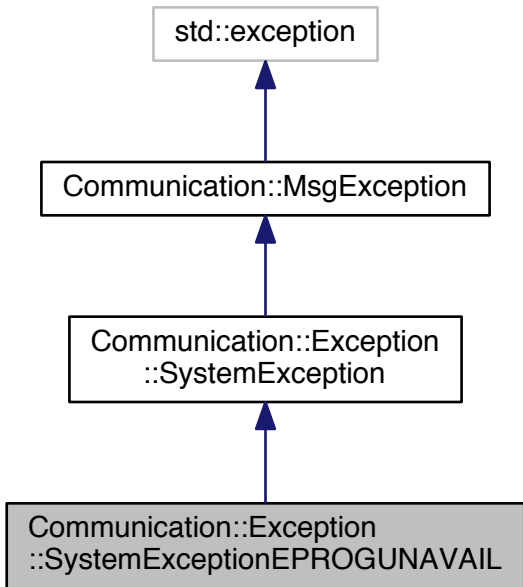 std::exception
Communication::MsgException
Communication::Exception
::SystemException
Communication::Exception
::SystemExceptionEPROGUNAVAIL